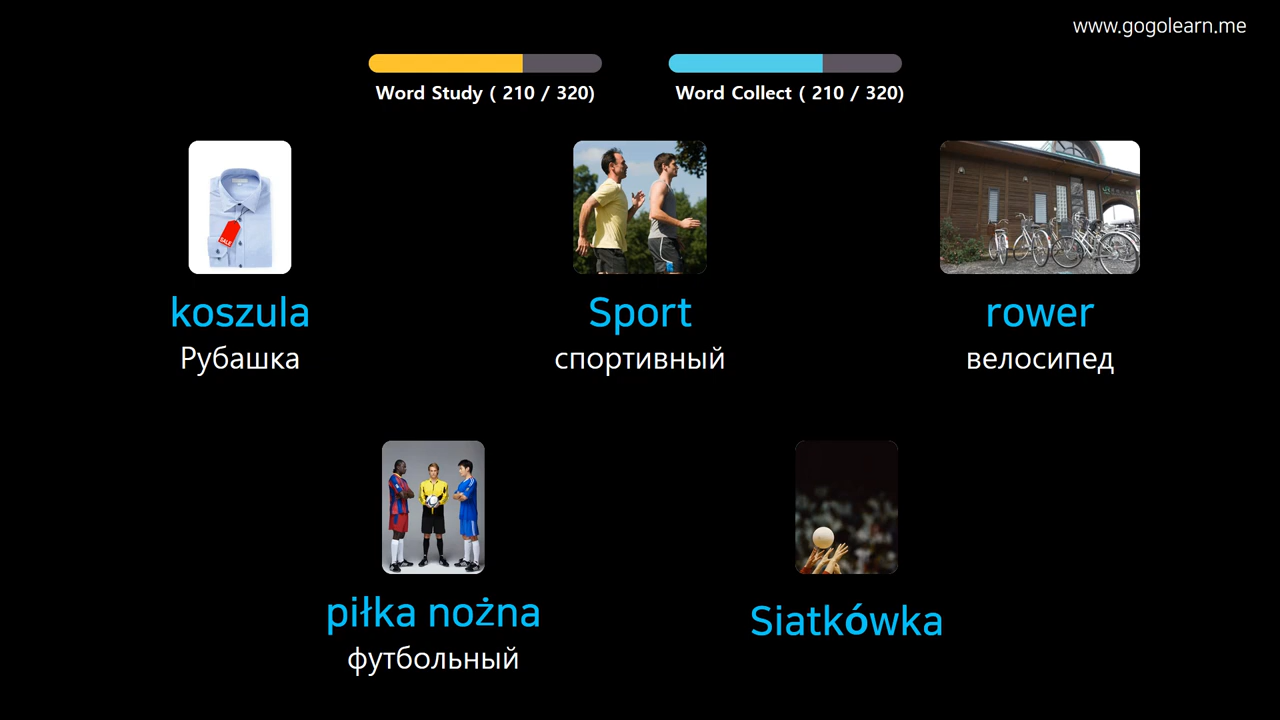 www.gogolearn.me
Word Study ( 210 / 320)
Word Collect ( 210 / 320)
SALE
koszula
Рубашка
Sport
спортивный
rower
велосипед
piłka nożna
футбольный
Siatkówka